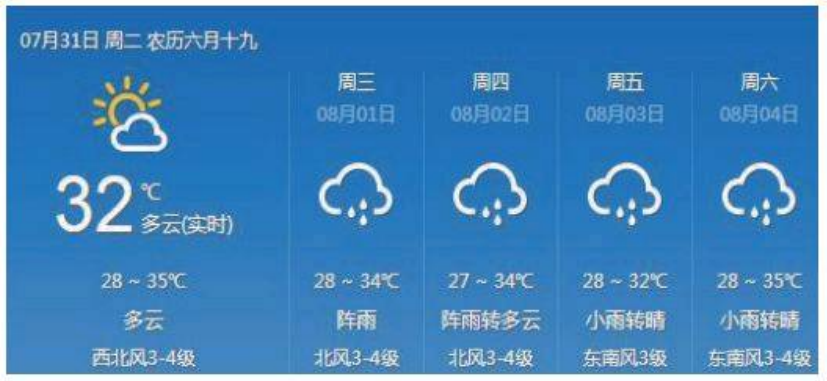 07月31日 周二 农历六月十九
32
℃
多云(实时)
28 ~ 35℃
多云
西北风3-4级
周三
08月01日
28 ~ 34℃
阵雨
北风3-4级
周四
08月02日
27 ~ 34℃
阵雨转多云
北风3-4级
周五
08月03日
28 ~ 32℃
小雨转晴
东南风3级
周六
08月04日
28 ~ 35℃
小雨转晴
东南风3-4级